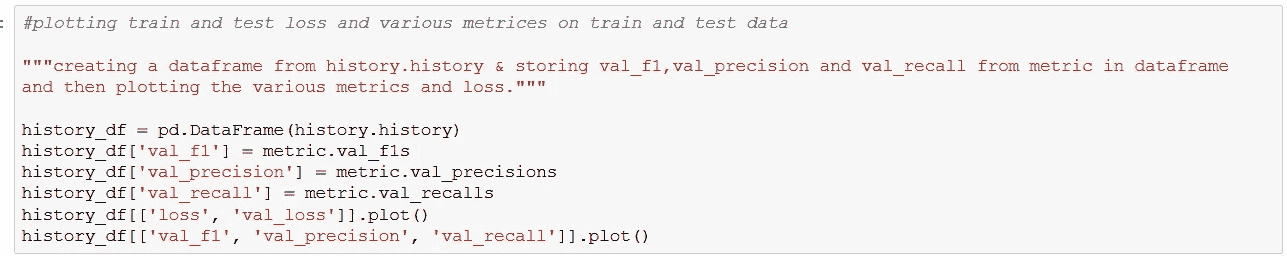 #plotting train and test loss and various metrices on train and test data
"""creating a dataframe from history.history & storing val_f1,val_precision and val_recall from metric in dataframe
and then plotting the various metrics and loss."""
history_df = pd.DataFrame(history.history)
history_df['val_f1'] = metric.val_f1s
history_df['val_precision'] = metric.val_precisions
history_df['val_recall'] = metric.val_recalls
history_df[['loss', 'val_loss']].plot()
history_df[['val_f1', 'val_precision', 'val_recall']].plot()